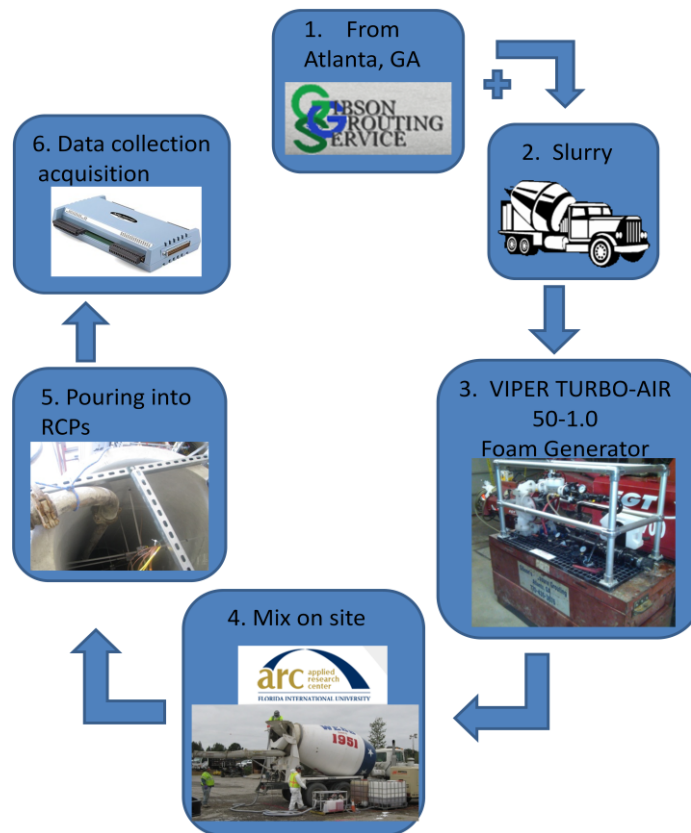 1. From
Atlanta, GA
GIBSON
GROUTING
SERVICE
+
2. Slurry
3. VIPER TURBO-AIR
50-1.0
Foam Generator
4. Mix on site
arc applied
research
center
FLORIDA INTERNATIONAL UNIVERSITY
1951
5. Pouring into
RCPs
6. Data collection
acquisition